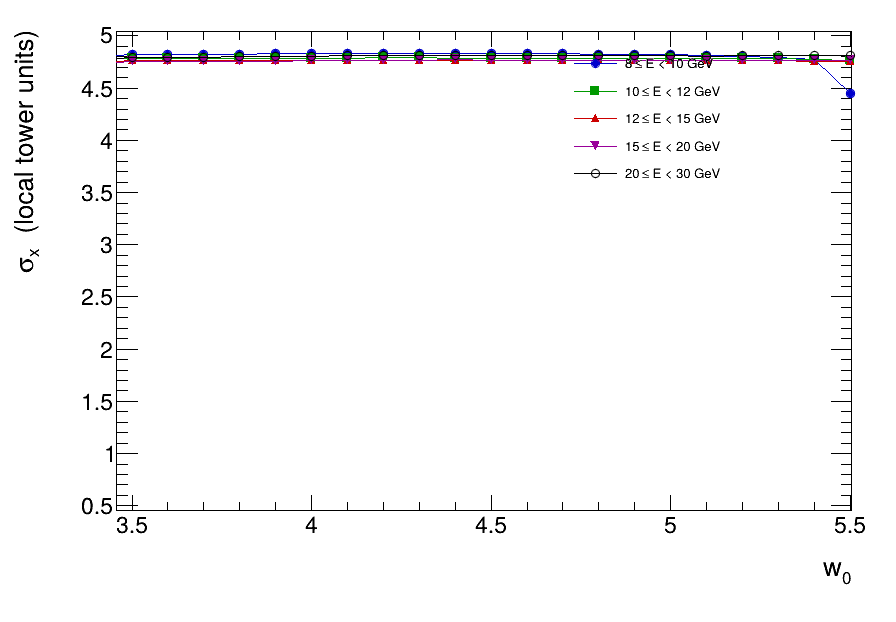 σx (local tower units)
5
4.5
4
3.5
3
2.5
2
1.5
1
0.5
8 ≤ E < 10 GeV
10 ≤ E < 12 GeV
12 ≤ E < 15 GeV
15 ≤ E < 20 GeV
20 ≤ E < 30 GeV
3.5 4 4.5 5 5.5
w0